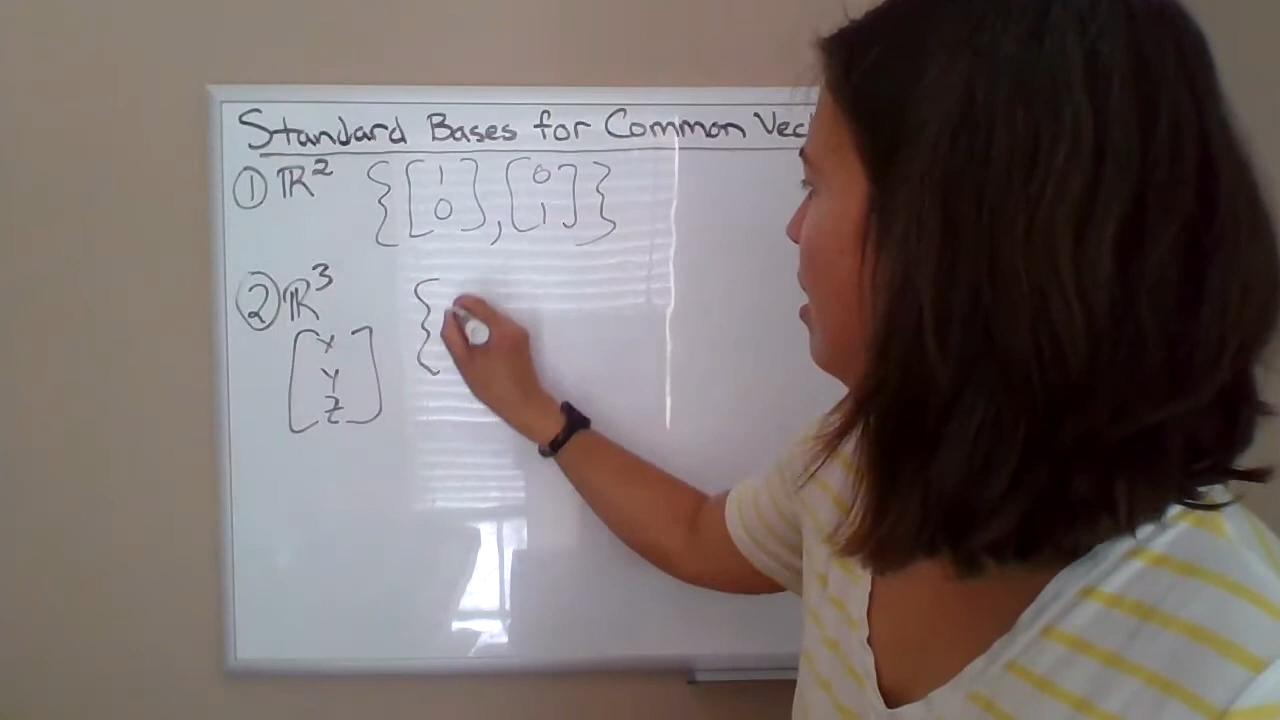 Standard Bases for Common Vec
① ℝ² {[1 0], [0 1]}
② ℝ³ {
[x y z]